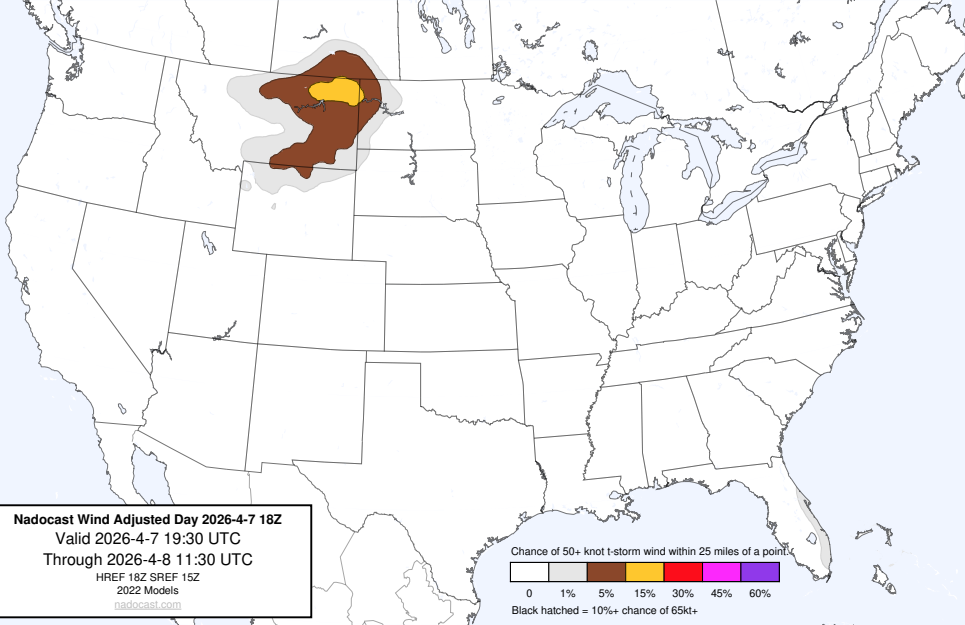 Nadocast Wind Adjusted Day 2026-4-7 18Z
Valid 2026-4-7 19:30 UTC
Through 2026-4-8 11:30 UTC
HREF 18Z SREF 15Z
2022 Models
nadocast.com
Chance of 50+ knot t-storm wind within 25 miles of a point.
0 1% 5% 15% 30% 45% 60%
Black hatched = 10%+ chance of 65kt+